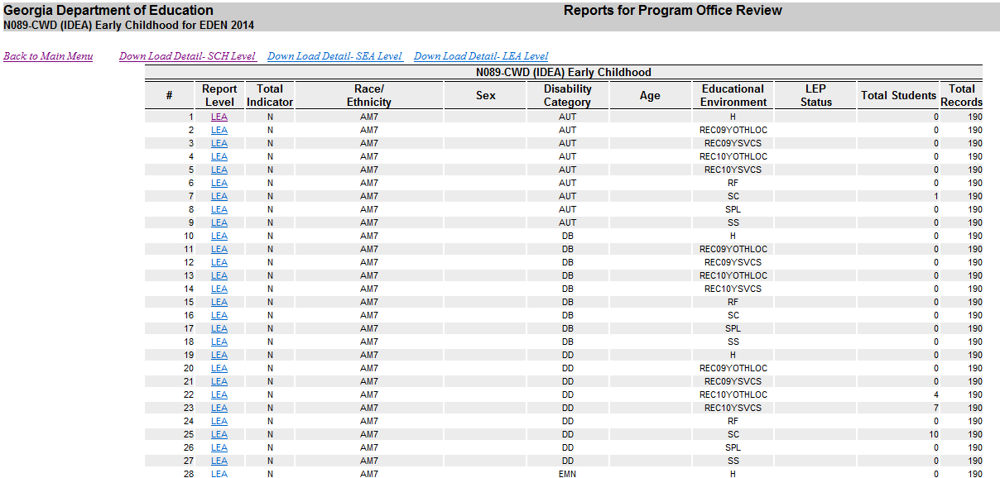 Georgia Department of Education Reports for Program Office Review
N089-CWD (IDEA) Early Childhood for EDEN 2014
Back to Main Menu Down Load Detail- SCH Level Down Load Detail- SEA Level Down Load Detail- LEA Level
N089-CWD (IDEA) Early Childhood
# Report Level Total Indicator Race/ Ethnicity Sex Disability Category Age Educational Environment LEP Status Total Students Total Records
1 LEA N AM7 AUT H 0 190
2 LEA N AM7 AUT REC09YOTHLOC 0 190
3 LEA N AM7 AUT REC09YSVCS 0 190
4 LEA N AM7 AUT REC10YOTHLOC 0 190
5 LEA N AM7 AUT REC10YSVCS 0 190
6 LEA N AM7 AUT RF 0 190
7 LEA N AM7 AUT SC 1 190
8 LEA N AM7 AUT SPL 0 190
9 LEA N AM7 AUT SS 0 190
10 LEA N AM7 DB H 0 190
11 LEA N AM7 DB REC09YOTHLOC 0 190
12 LEA N AM7 DB REC09YSVCS 0 190
13 LEA N AM7 DB REC10YOTHLOC 0 190
14 LEA N AM7 DB REC10YSVCS 0 190
15 LEA N AM7 DB RF 0 190
16 LEA N AM7 DB SC 0 190
17 LEA N AM7 DB SPL 0 190
18 LEA N AM7 DB SS 0 190
19 LEA N AM7 DD H 0 190
20 LEA N AM7 DD REC09YOTHLOC 0 190
21 LEA N AM7 DD REC09YSVCS 0 190
22 LEA N AM7 DD REC10YOTHLOC 4 190
23 LEA N AM7 DD REC10YSVCS 7 190
24 LEA N AM7 DD RF 0 190
25 LEA N AM7 DD SC 10 190
26 LEA N AM7 DD SPL 0 190
27 LEA N AM7 DD SS 0 190
28 LEA N AM7 EMN H 0 190